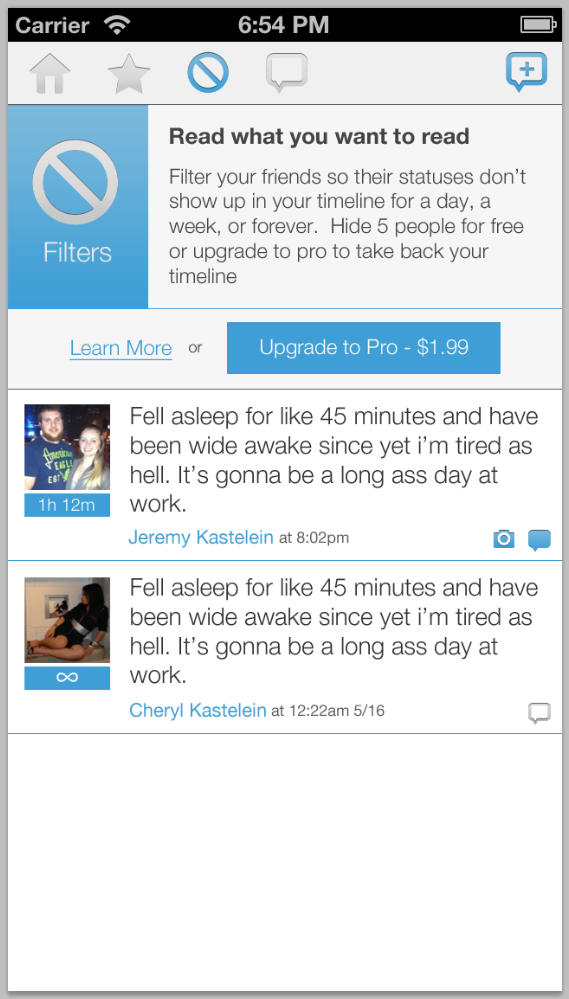 Carrier 6:54 PM
Read what you want to read
Filter your friends so their statuses don’t
show up in your timeline for a day, a
week, or forever.  Hide 5 people for free
or upgrade to pro to take back your
timeline
Filters
Learn More or Upgrade to Pro - $1.99
Fell asleep for like 45 minutes and have
been wide awake since yet i’m tired as
hell. It’s gonna be a long ass day at
work.
1h 12m
Jeremy Kastelein at 8:02pm
Fell asleep for like 45 minutes and have
been wide awake since yet i’m tired as
hell. It’s gonna be a long ass day at
work.
∞
Cheryl Kastelein at 12:22am 5/16